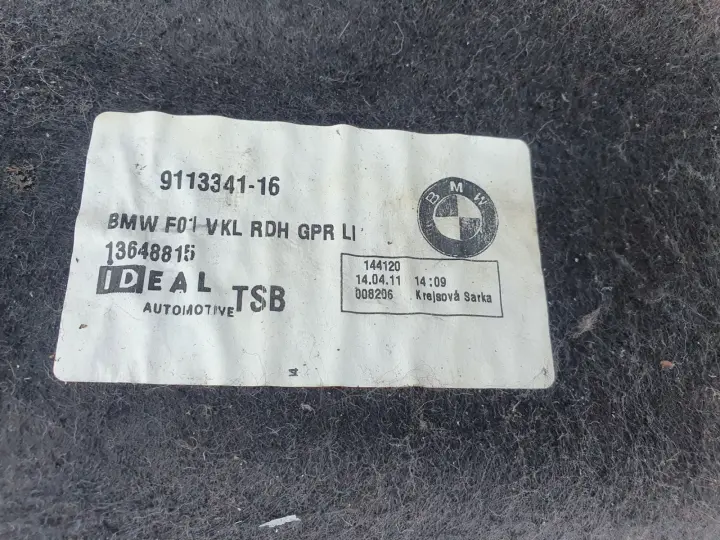 9113341-16
BMW
BMW F01 VKL RDH GPR LI
13648815
IDEAL
AUTOMOTIVE TSB
144120
14.04.11 14:09
008206 Krejsová Sarka